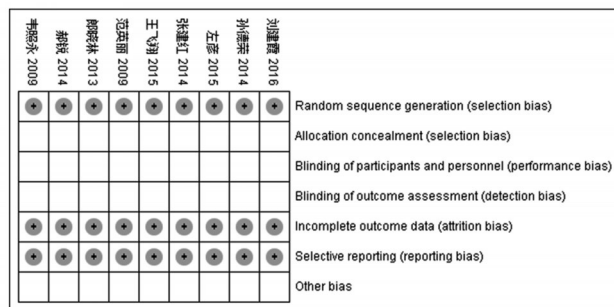 韦照永 2009
郝锐 2014
郎晓林 2013
范英丽 2009
王飞翔 2015
张建红 2014
左彦 2015
孙德荣 2014
刘建霞 2016
+ + + + + + + + + Random sequence generation (selection bias)
Allocation concealment (selection bias)
Blinding of participants and personnel (performance bias)
Blinding of outcome assessment (detection bias)
+ + + + + + + + + Incomplete outcome data (attrition bias)
+ + + + + + + + + Selective reporting (reporting bias)
Other bias